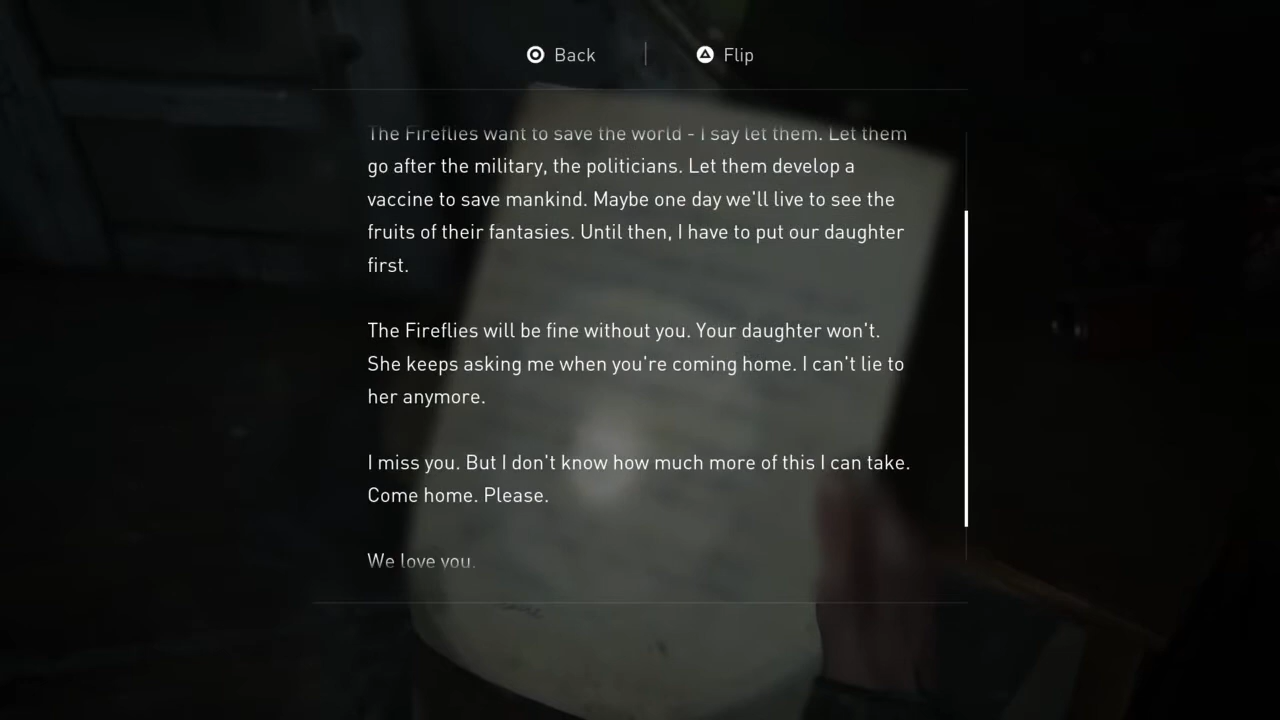 Back
Flip
The Fireflies want to save the world - I say let them. Let them
go after the military, the politicians. Let them develop a
vaccine to save mankind. Maybe one day we'll live to see the
fruits of their fantasies. Until then, I have to put our daughter
first.
The Fireflies will be fine without you. Your daughter won't.
She keeps asking me when you're coming home. I can't lie to
her anymore.
I miss you. But I don't know how much more of this I can take.
Come home. Please.
We love you.